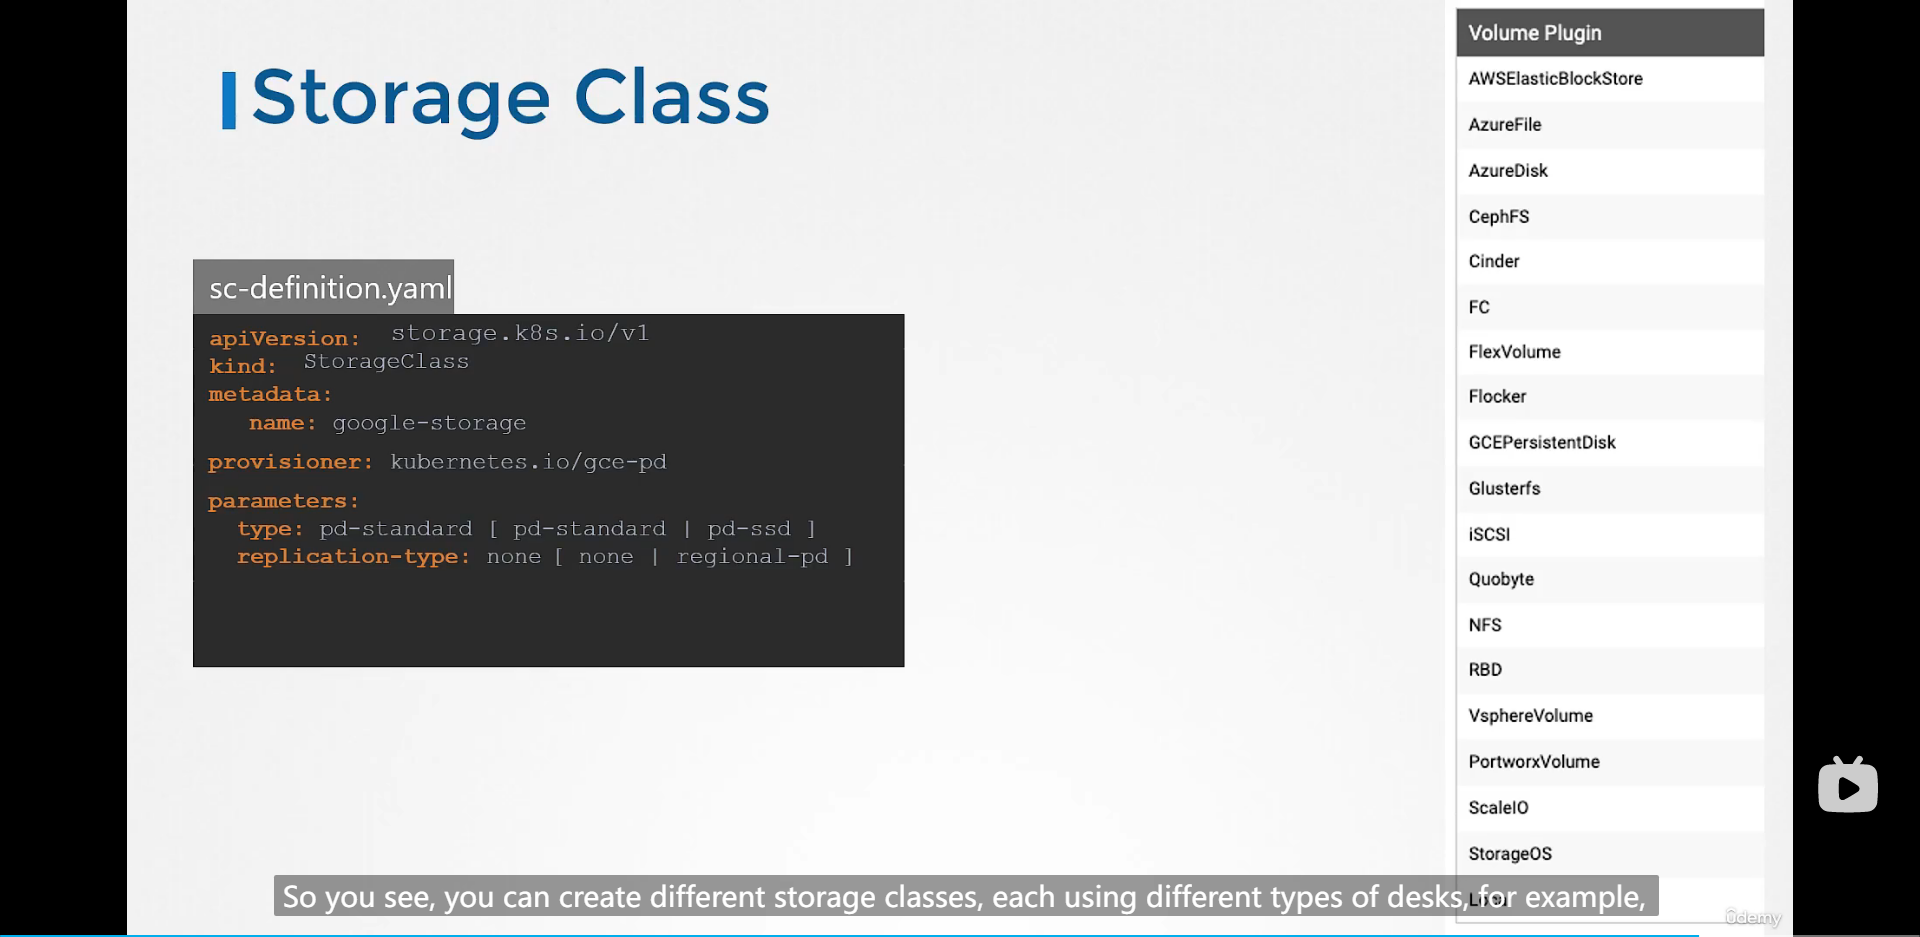 Storage Class
sc-definition.yaml
apiVersion: storage.k8s.io/v1
kind: StorageClass
metadata:
name: google-storage
provisioner: kubernetes.io/gce-pd
parameters:
type: pd-standard [ pd-standard | pd-ssd ]
replication-type: none [ none | regional-pd ]
Volume Plugin
AWSElasticBlockStore
AzureFile
AzureDisk
CephFS
Cinder
FC
FlexVolume
Flocker
GCEPersistentDisk
Glusterfs
iSCSI
Quobyte
NFS
RBD
VsphereVolume
PortworxVolume
ScaleIO
StorageOS
So you see, you can create different storage classes, each using different types of desks, for example,
ûdemy